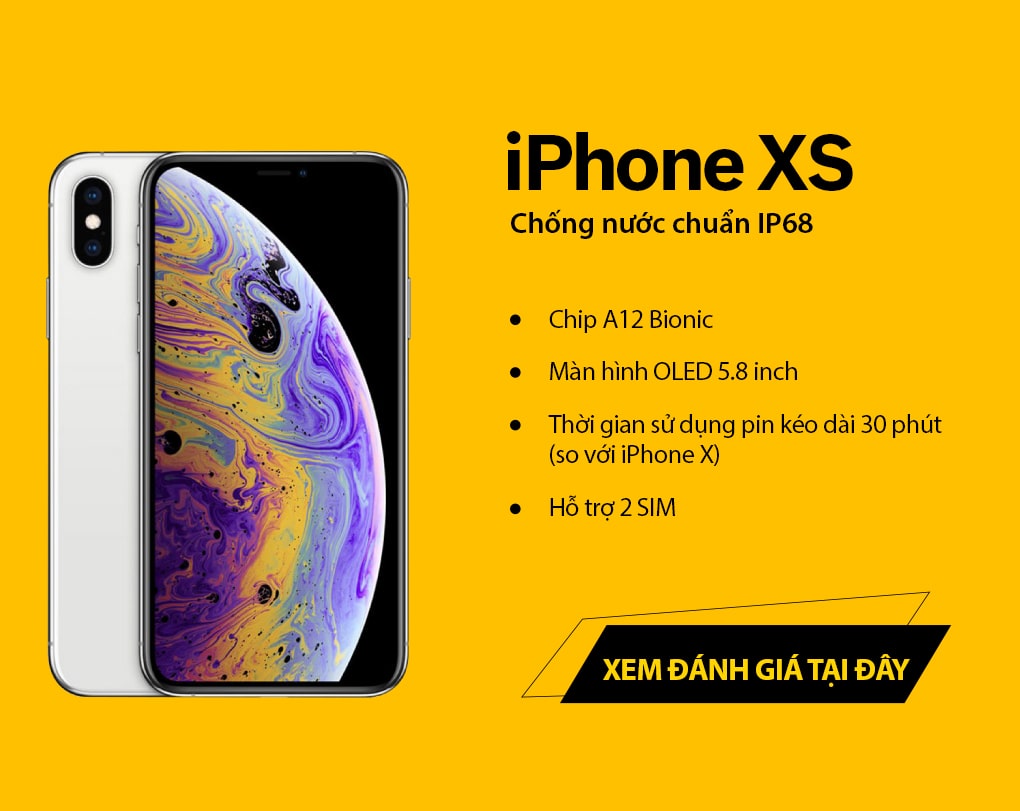 iPhone XS
Chống nước chuẩn IP68
● Chip A12 Bionic
● Màn hình OLED 5.8 inch
● Thời gian sử dụng pin kéo dài 30 phút
(so với iPhone X)
● Hỗ trợ 2 SIM
XEM ĐÁNH GIÁ TẠI ĐÂY